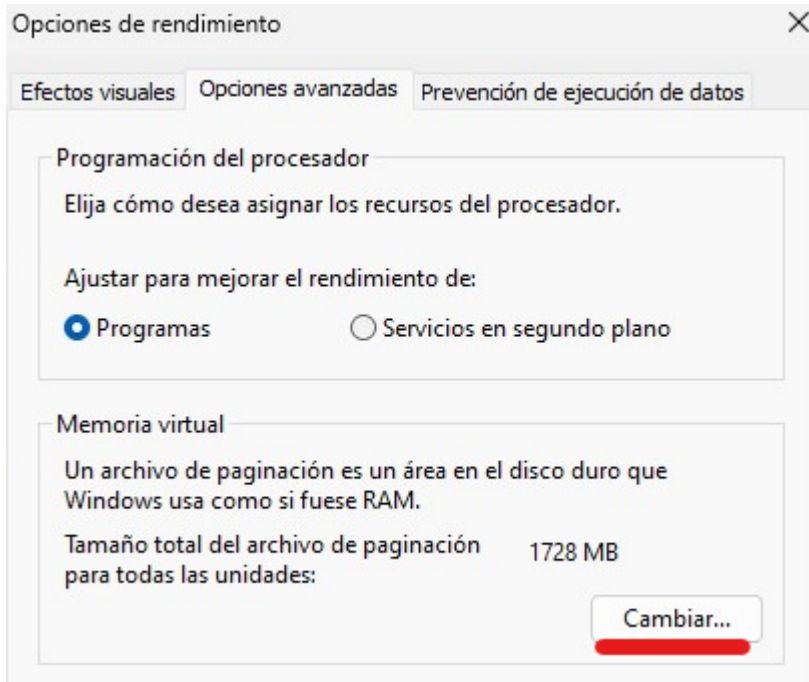 Opciones de rendimiento
Efectos visuales Opciones avanzadas Prevención de ejecución de datos
Programación del procesador
Elija cómo desea asignar los recursos del procesador.
Ajustar para mejorar el rendimiento de:
Programas Servicios en segundo plano
Memoria virtual
Un archivo de paginación es un área en el disco duro que
Windows usa como si fuese RAM.
Tamaño total del archivo de paginación 1728 MB
para todas las unidades:
Cambiar...